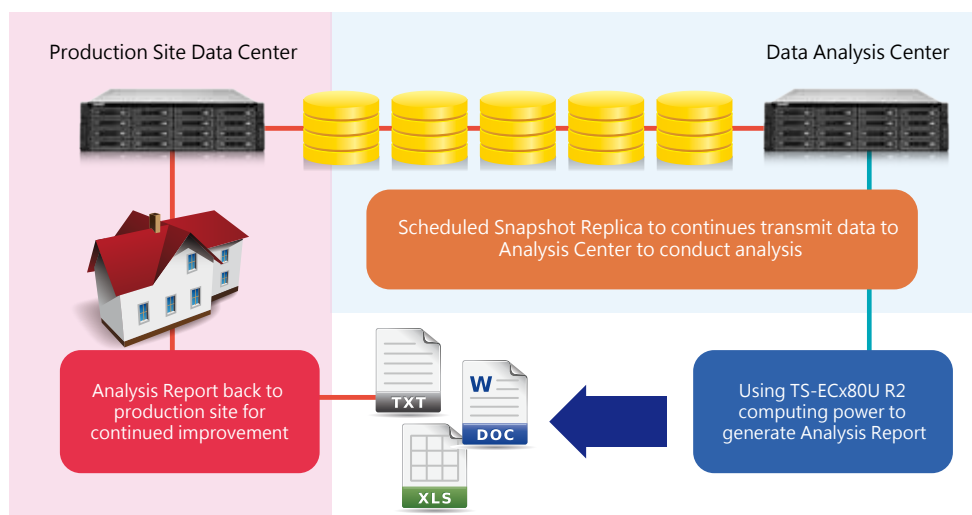 Production Site Data Center
Data Analysis Center
Scheduled Snapshot Replica to continues transmit data to
Analysis Center to conduct analysis
Analysis Report back to
production site for
continued improvement
TXT
W
DOC
XLS
Using TS-ECx80U R2
computing power to
generate Analysis Report